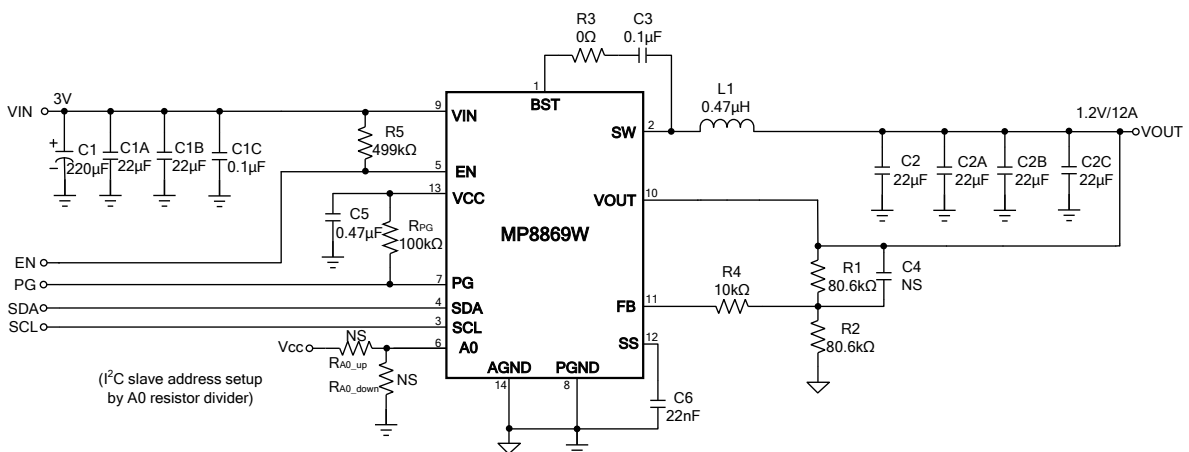 R3
0Ω
C3
0.1µF
1
BST
L1
0.47µH
VIN
3V
9
VIN
SW
2
1.2V/12A
VOUT
+
−
C1
220µF
C1A
22µF
C1B
22µF
C1C
0.1µF
R5
499kΩ
5
EN
C2
22µF
C2A
22µF
C2B
22µF
C2C
22µF
13
VCC
VOUT
10
C5
0.47µF
RPG
100kΩ
MP8869W
EN
PG
7
PG
R1
80.6kΩ
C4
NS
R4
10kΩ
SDA
4
SDA
FB
11
SCL
3
SCL
R2
80.6kΩ
Vcc
NS
6
A0
SS
12
RA0_up
RA0_down
NS
AGND
PGND
14
8
C6
22nF
(I²C slave address setup
by A0 resistor divider)